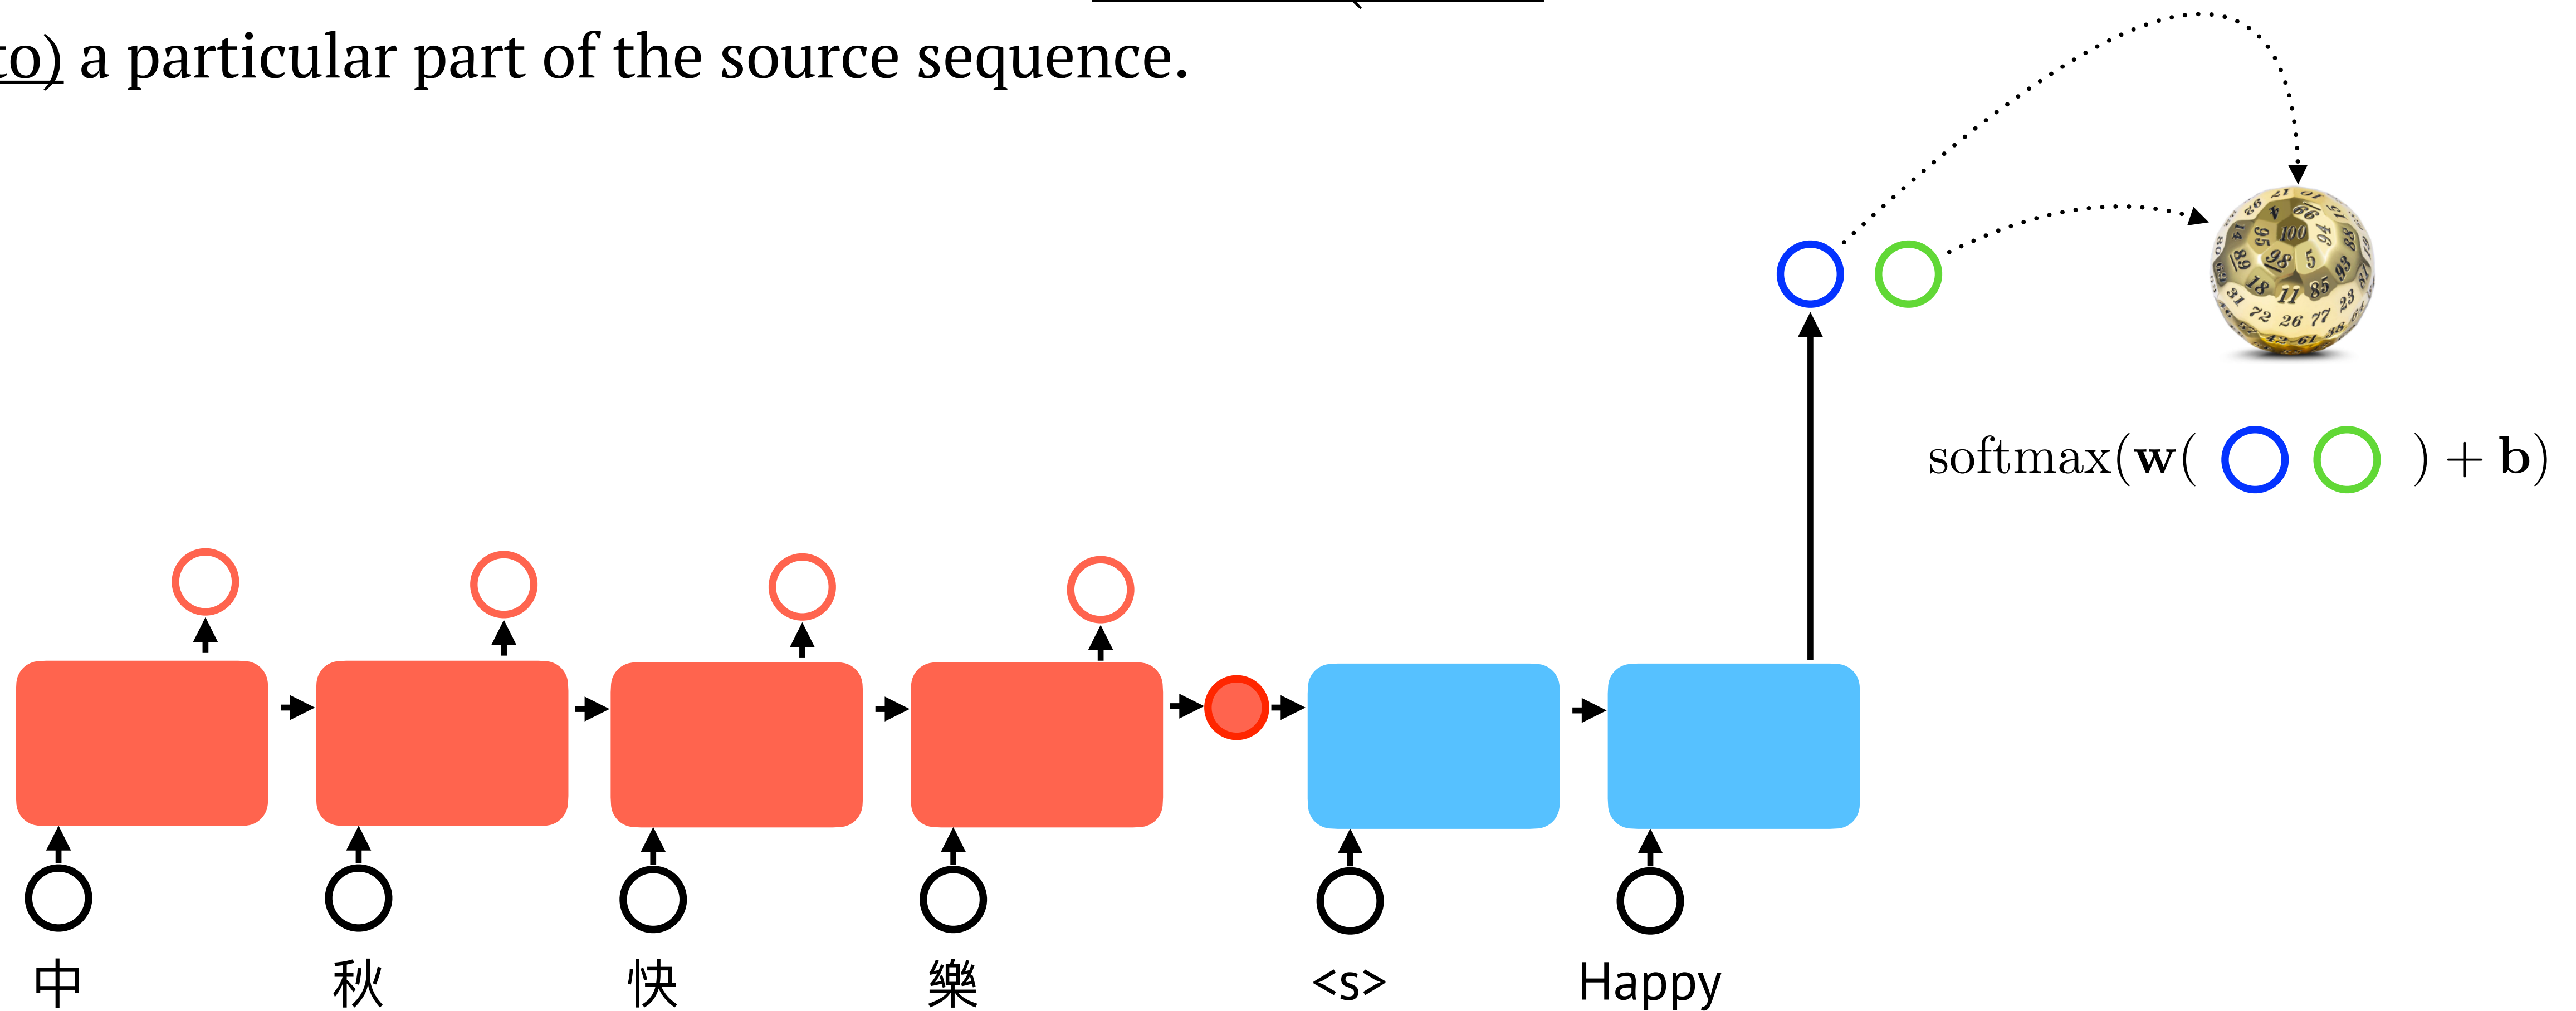 to) a particular part of the source sequence.
softmax(w( ) + b)
中 秋 快 樂 <s> Happy